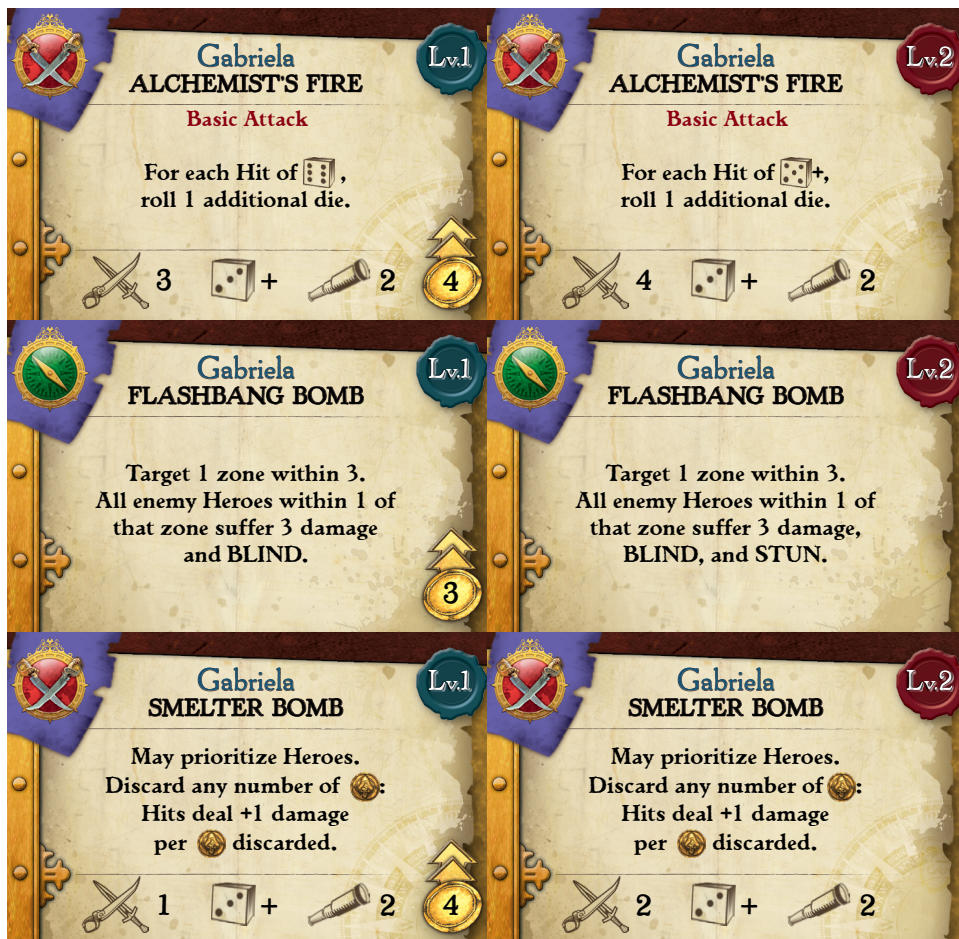 Gabriela
Lv.1
ALCHEMIST'S FIRE
Basic Attack
For each Hit of ,
roll 1 additional die.
3 + 2 4
Gabriela
Lv.2
ALCHEMIST'S FIRE
Basic Attack
For each Hit of +,
roll 1 additional die.
4 + 2
Gabriela
Lv.1
FLASHBANG BOMB
Target 1 zone within 3.
All enemy Heroes within 1 of
that zone suffer 3 damage
and BLIND.
3
Gabriela
Lv.2
FLASHBANG BOMB
Target 1 zone within 3.
All enemy Heroes within 1 of
that zone suffer 3 damage,
BLIND, and STUN.
Gabriela
Lv.1
SMELTER BOMB
May prioritize Heroes.
Discard any number of :
Hits deal +1 damage
per discarded.
1 + 2 4
Gabriela
Lv.2
SMELTER BOMB
May prioritize Heroes.
Discard any number of :
Hits deal +1 damage
per discarded.
2 + 2